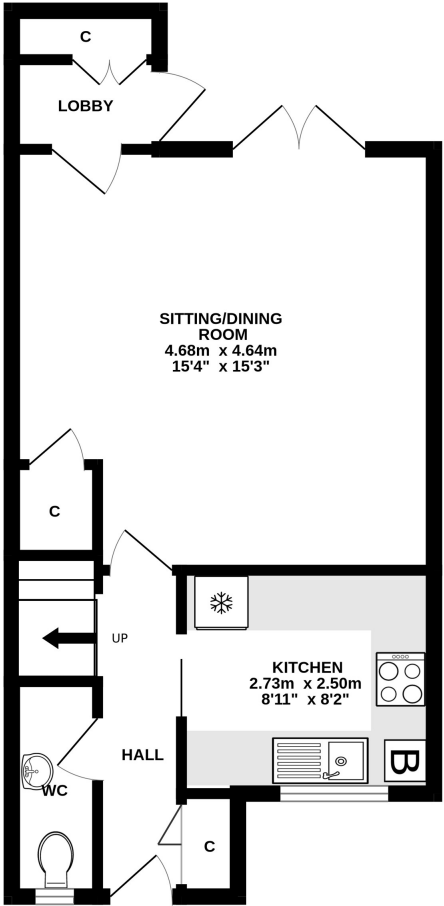 C
LOBBY
SITTING/DINING
ROOM
4.68m x 4.64m
15'4" x 15'3"
C
UP
KITCHEN
2.73m x 2.50m
8'11" x 8'2"
HALL
B
WC
C